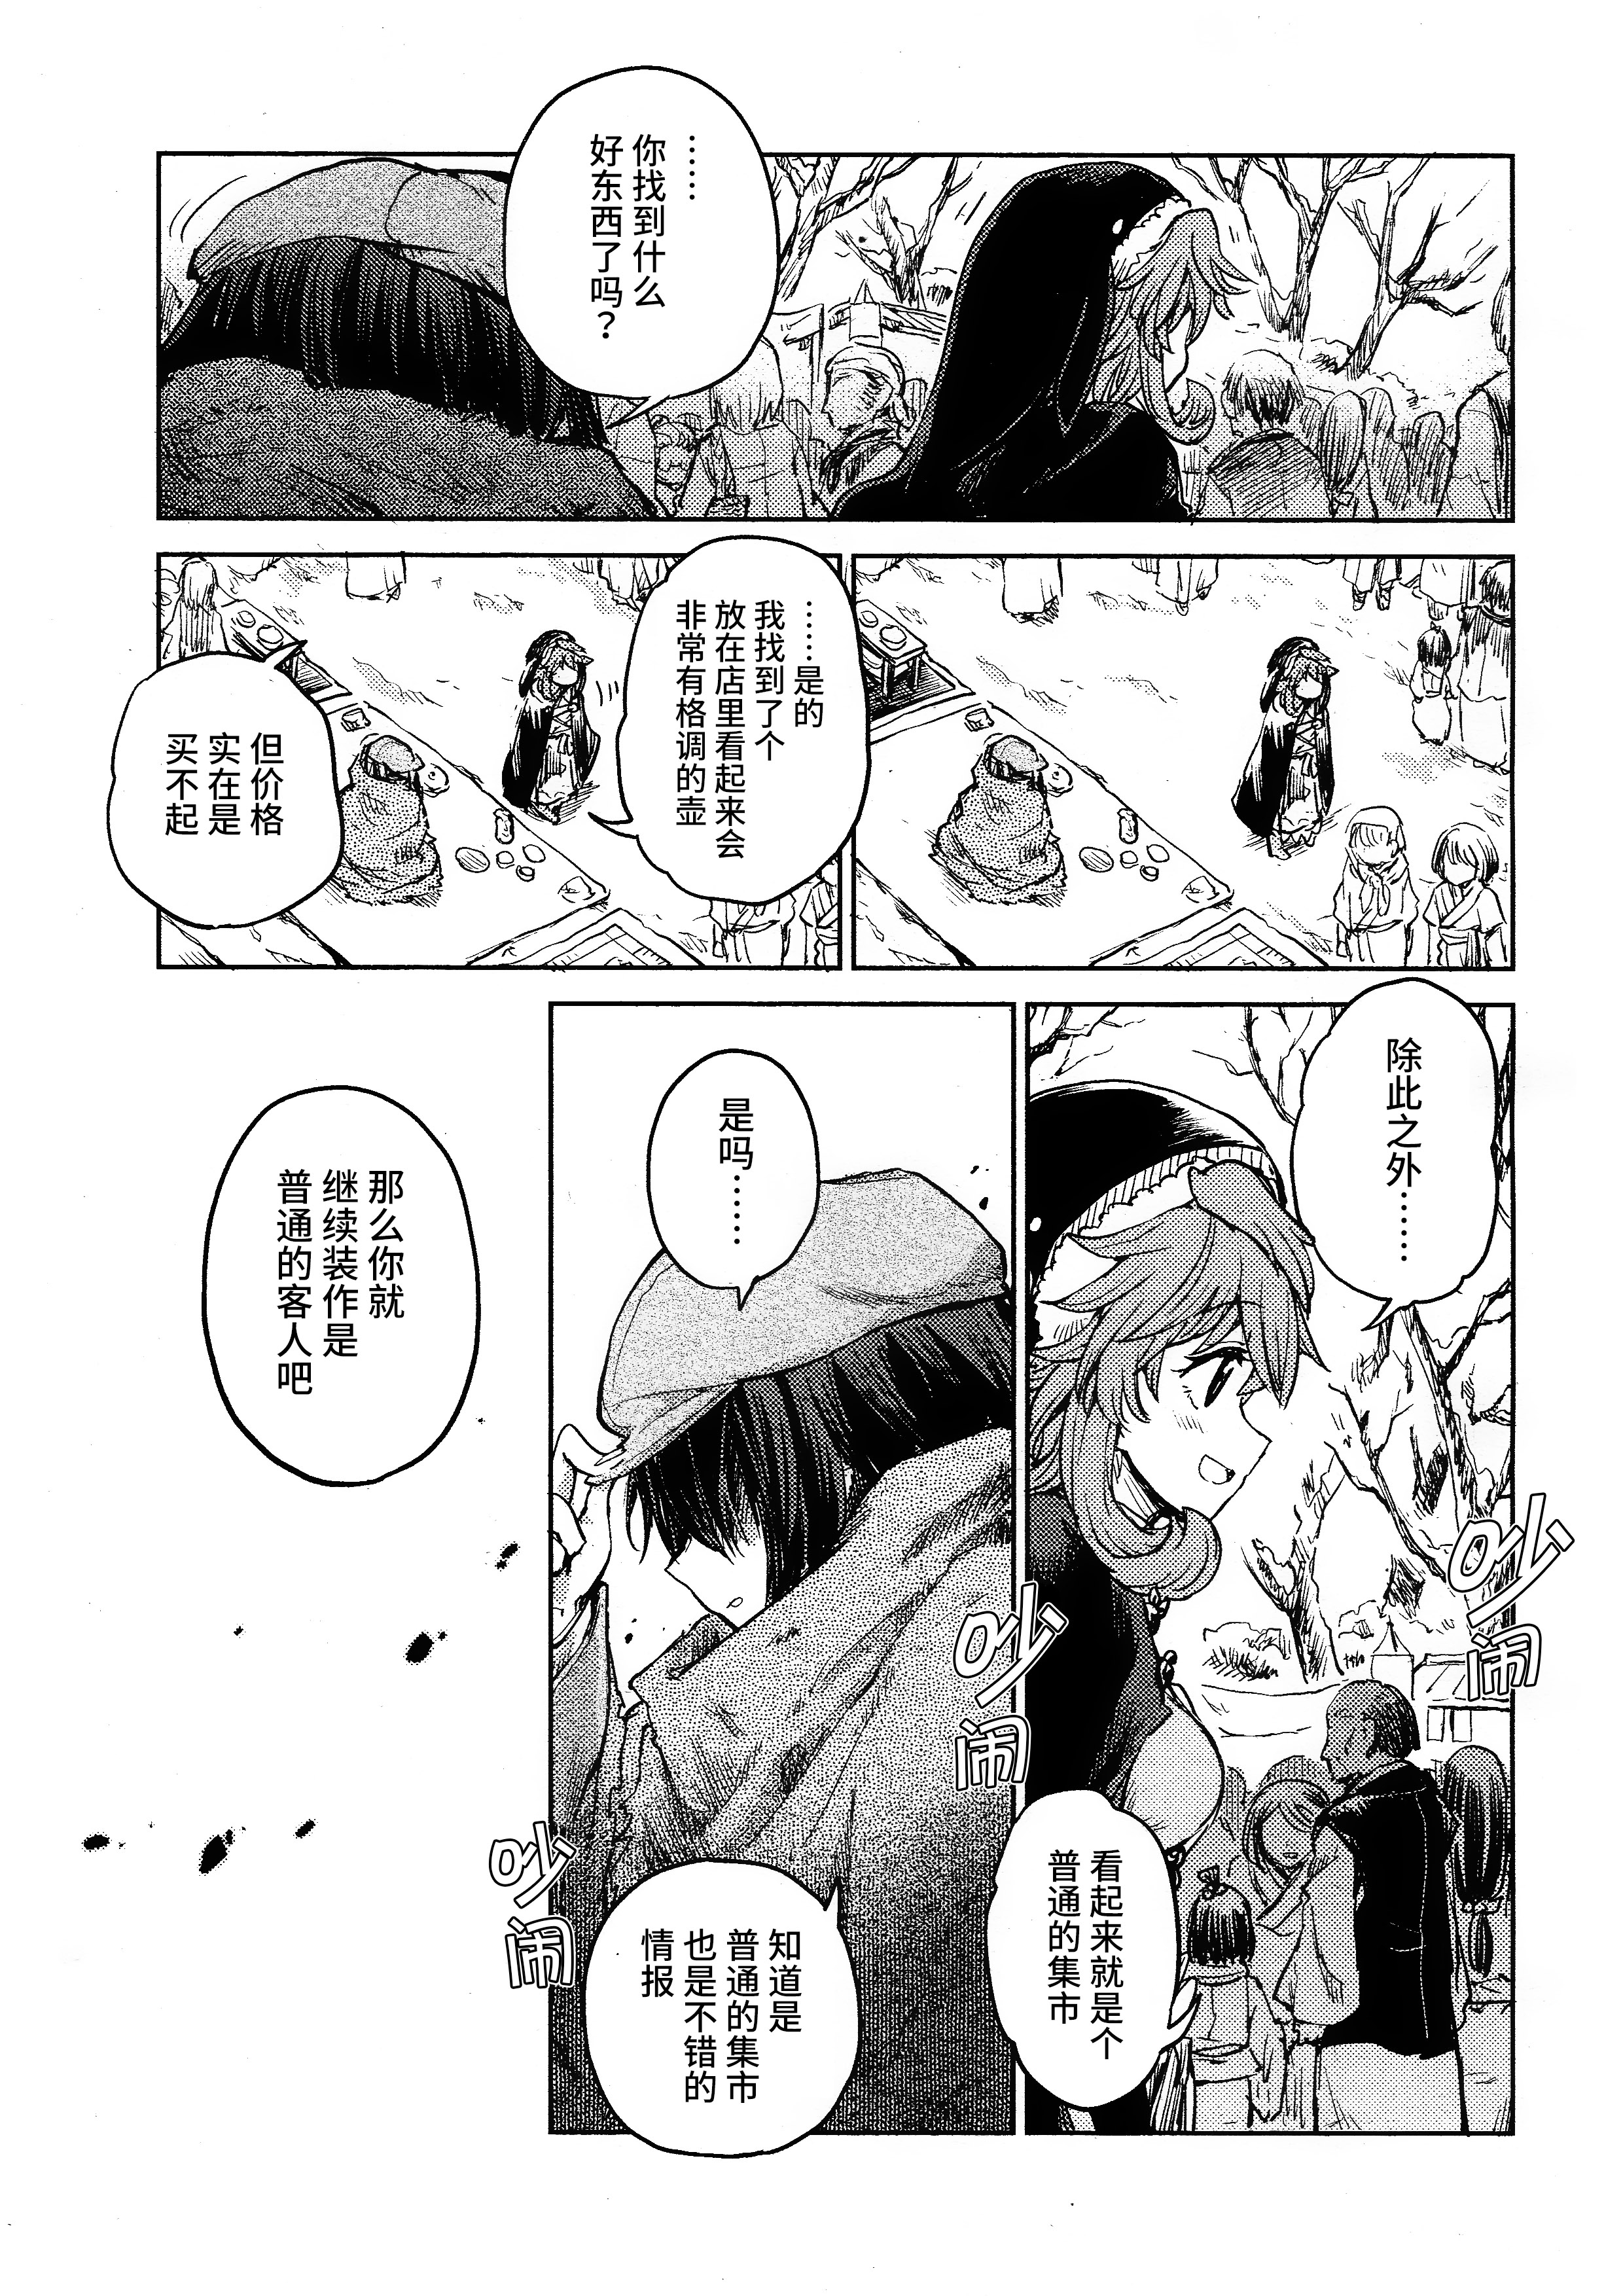 ……
你找到什么
好东西了吗？
……是的
我找到了个
放在店里看起来会
非常有格调的壶
但价格
实在是
买不起
除此之外……
看起来就是个
普通的集市
吵闹
吵闹
吵闹
是吗……
知道是
普通的集市
也是不错的
情报
那么你就
继续装作是
普通的客人吧